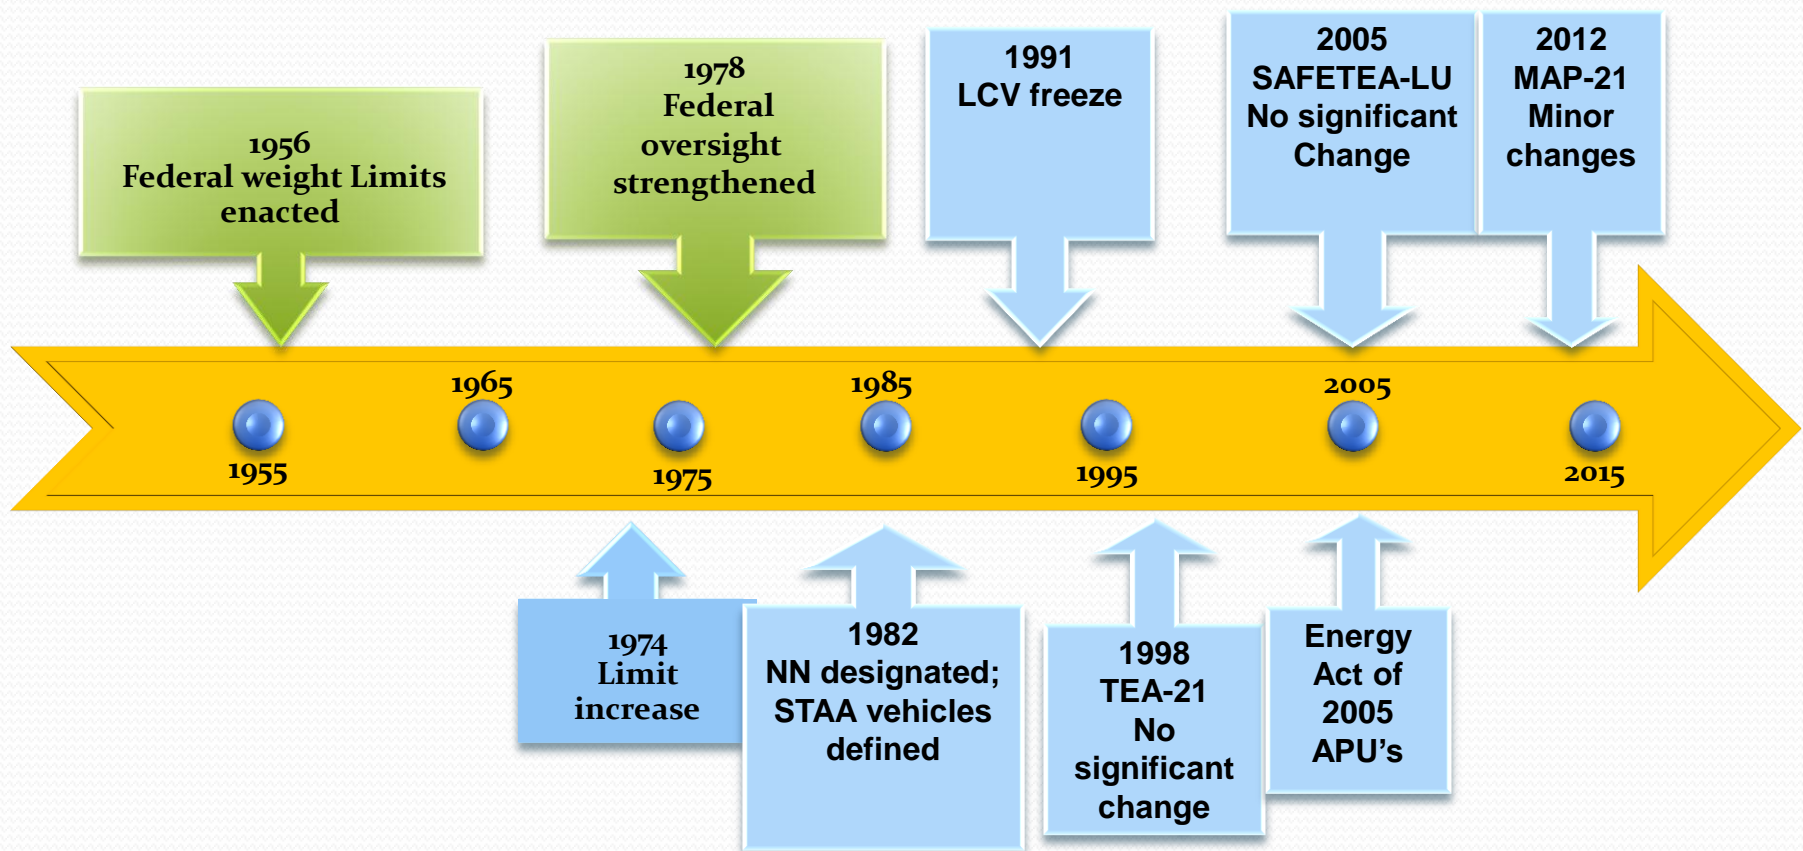 1956
Federal weight Limits
enacted
1978
Federal
oversight
strengthened
1991
LCV freeze
2005
SAFETEA-LU
No significant
Change
2012
MAP-21
Minor
changes
1955
1965
1975
1985
1995
2005
2015
1974
Limit
increase
1982
NN designated;
STAA vehicles
defined
1998
TEA-21
No
significant
change
Energy
Act of
2005
APU's